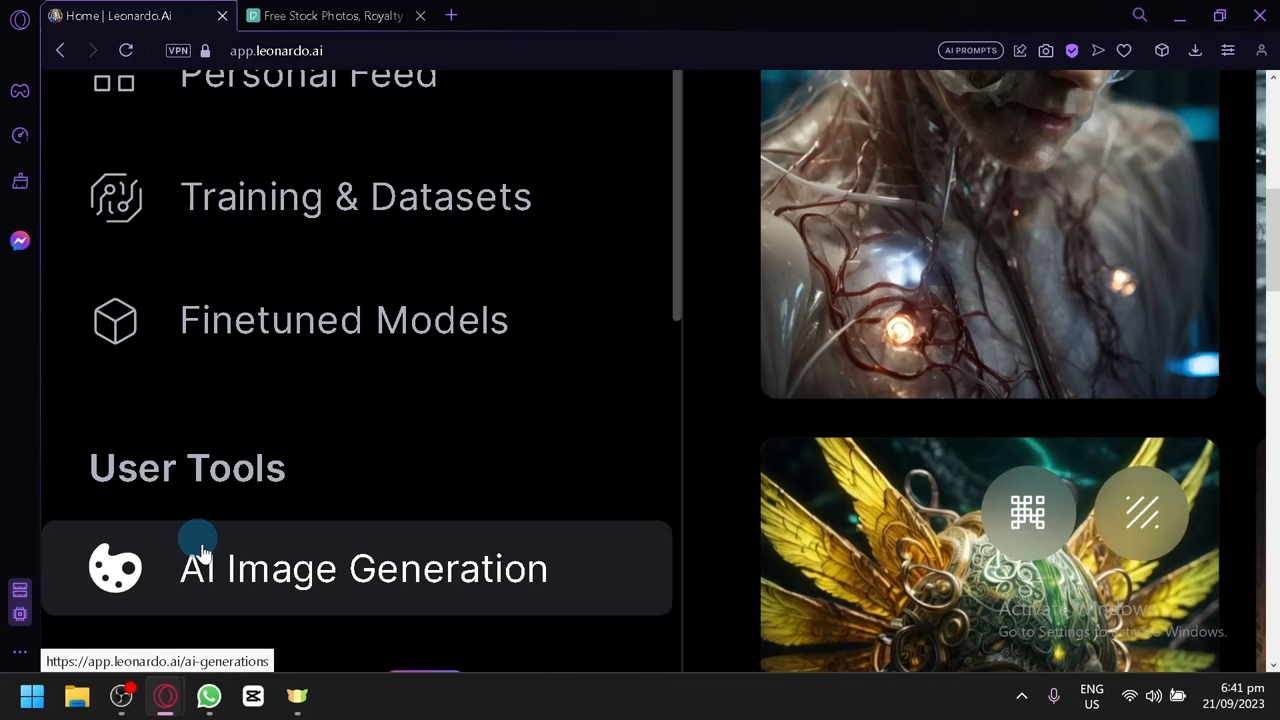 Home | Leonardo.Ai
Free Stock Photos, Royalty
VPN
app.leonardo.ai
AI PROMPTS
Personal Feed
Training & Datasets
Finetuned Models
User Tools
AI Image Generation
Activate Windows
Go to Settings to activate Windows.
https://app.leonardo.ai/ai-generations
ENG
US
6:41 pm
21/09/2023